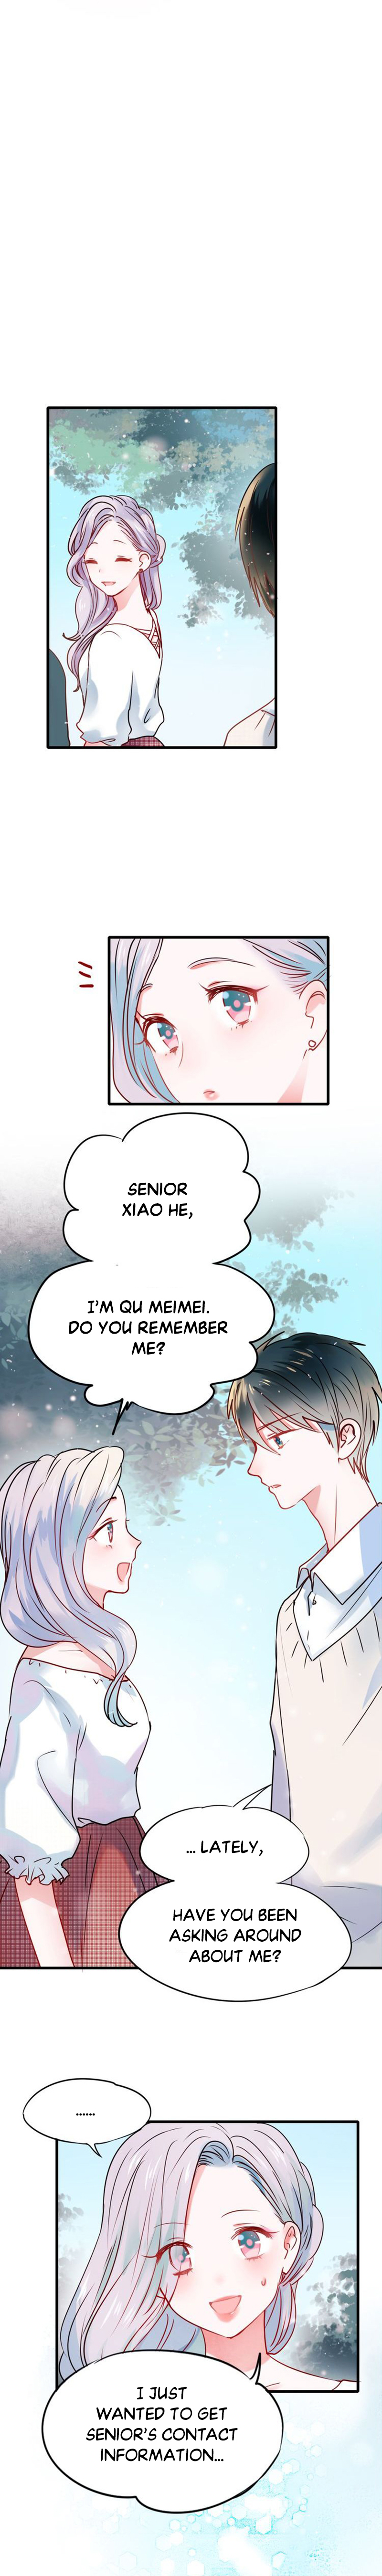 SENIOR
XIAO HE,
I'M QU MEIMEI.
DO YOU REMEMBER
ME?
... LATELY,
HAVE YOU BEEN
ASKING AROUND
ABOUT ME?
......
I JUST
WANTED TO GET
SENIOR'S CONTACT
INFORMATION...